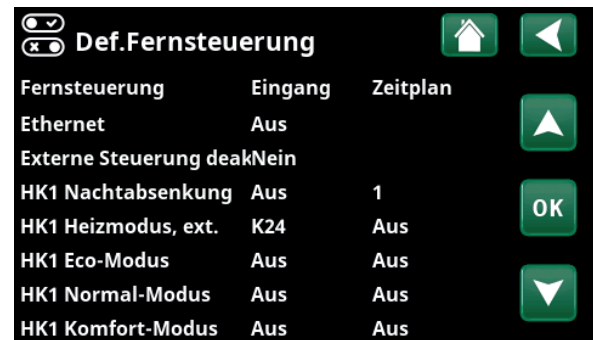 Def.Fernsteuerung
Fernsteuerung Eingang Zeitplan
Ethernet Aus
Externe Steuerung deakNein
HK1 Nachtabsenkung Aus 1
OK
HK1 Heizmodus, ext. K24 Aus
HK1 Eco-Modus Aus Aus
HK1 Normal-Modus Aus Aus
HK1 Komfort-Modus Aus Aus